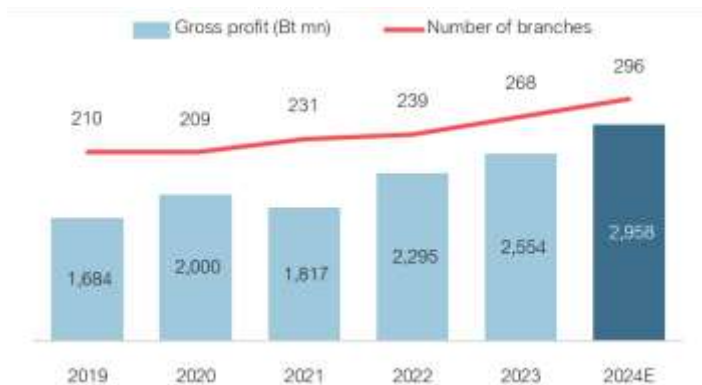 Gross profit (Bt mn) Number of branches
210 209 231 239 268 296
1,684 2,000 1,817 2,295 2,554 2,958
2019 2020 2021 2022 2023 2024E